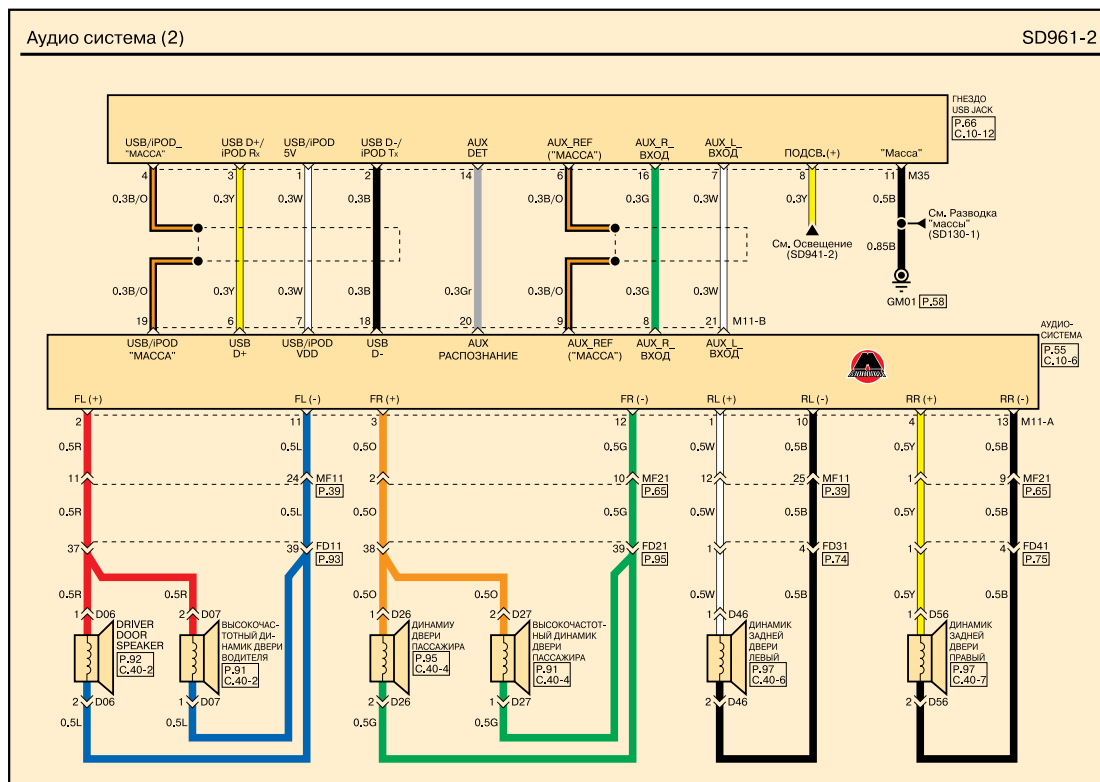 Аудио система (2) SD961-2
ГНЕЗДО
USB JACK
P.66
C.10-12
USB/iPOD_
"МАССА"
USB D+/
iPOD Rx
USB/iPOD
5V
USB D-/
iPOD Tx
AUX
DET
AUX_REF
("МАССА")
AUX_R_
ВХОД
AUX_L_
ВХОД
ПОДСВ.(+)
"Масса"
4 3 1 2 14 6 16 7 8 11 M35
0.3B/O 0.3Y 0.3W 0.3B 0.3B/O 0.3G 0.3W 0.3Y 0.5B
См. Разводка
"массы"
(SD130-1)
См. Освещение
(SD941-2)
0.85B
0.3B/O 0.3Y 0.3W 0.3B 0.3Gr 0.3B/O 0.3G 0.3W
GM01 P.58
19 6 7 18 20 9 8 21 M11-B
USB/iPOD
"МАССА"
USB
D+
USB/iPOD
VDD
USB
D-
AUX
РАСПОЗНАНИЕ
AUX_REF
("МАССА")
AUX_R_
ВХОД
AUX_L_
ВХОД
АУДИО-
СИСТЕМА
P.55
C.10-6
FL (+) FL (-) FR (+) FR (-) RL (+) RL (-) RR (+) RR (-)
2 11 3 12 1 10 4 13 M11-A
0.5R 0.5L 0.5O 0.5G 0.5W 0.5B 0.5Y 0.5B
11 24 MF11 2 10 MF21 12 25 MF11 1 9 MF21
P.39 P.65 P.39 P.65
0.5R 0.5L 0.5O 0.5G 0.5W 0.5B 0.5Y 0.5B
37 39 FD11 38 39 FD21 1 4 FD31 1 4 FD41
P.93 P.95 P.74 P.75
0.5R 0.5R 0.5O 0.5O 0.5W 0.5B 0.5Y 0.5B
1 D06 2 D07 1 D26 2 D27 1 D46 1 D56
DRIVER
DOOR
SPEAKER
P.92
C.40-2
ВЫСОКОЧАС-
ТОТНЫЙ ДИ-
НАМИК ДВЕРИ
ВОДИТЕЛЯ
P.91
C.40-2
ДИНАМИУ
ДВЕРИ
ПАССАЖИРА
P.95
C.40-4
ВЫСОКОЧАСТОТ-
НЫЙ ДИНАМИК
ДВЕРИ
ПАССАЖИРА
P.91
C.40-4
ДИНАМИК
ЗАДНЕЙ
ДВЕРИ
ЛЕВЫЙ
P.97
C.40-6
ДИНАМИК
ЗАДНЕЙ
ДВЕРИ
ПРАВЫЙ
P.97
C.40-7
2 D06 1 D07 2 D26 1 D27 2 D46 2 D56
0.5L 0.5L 0.5G 0.5G